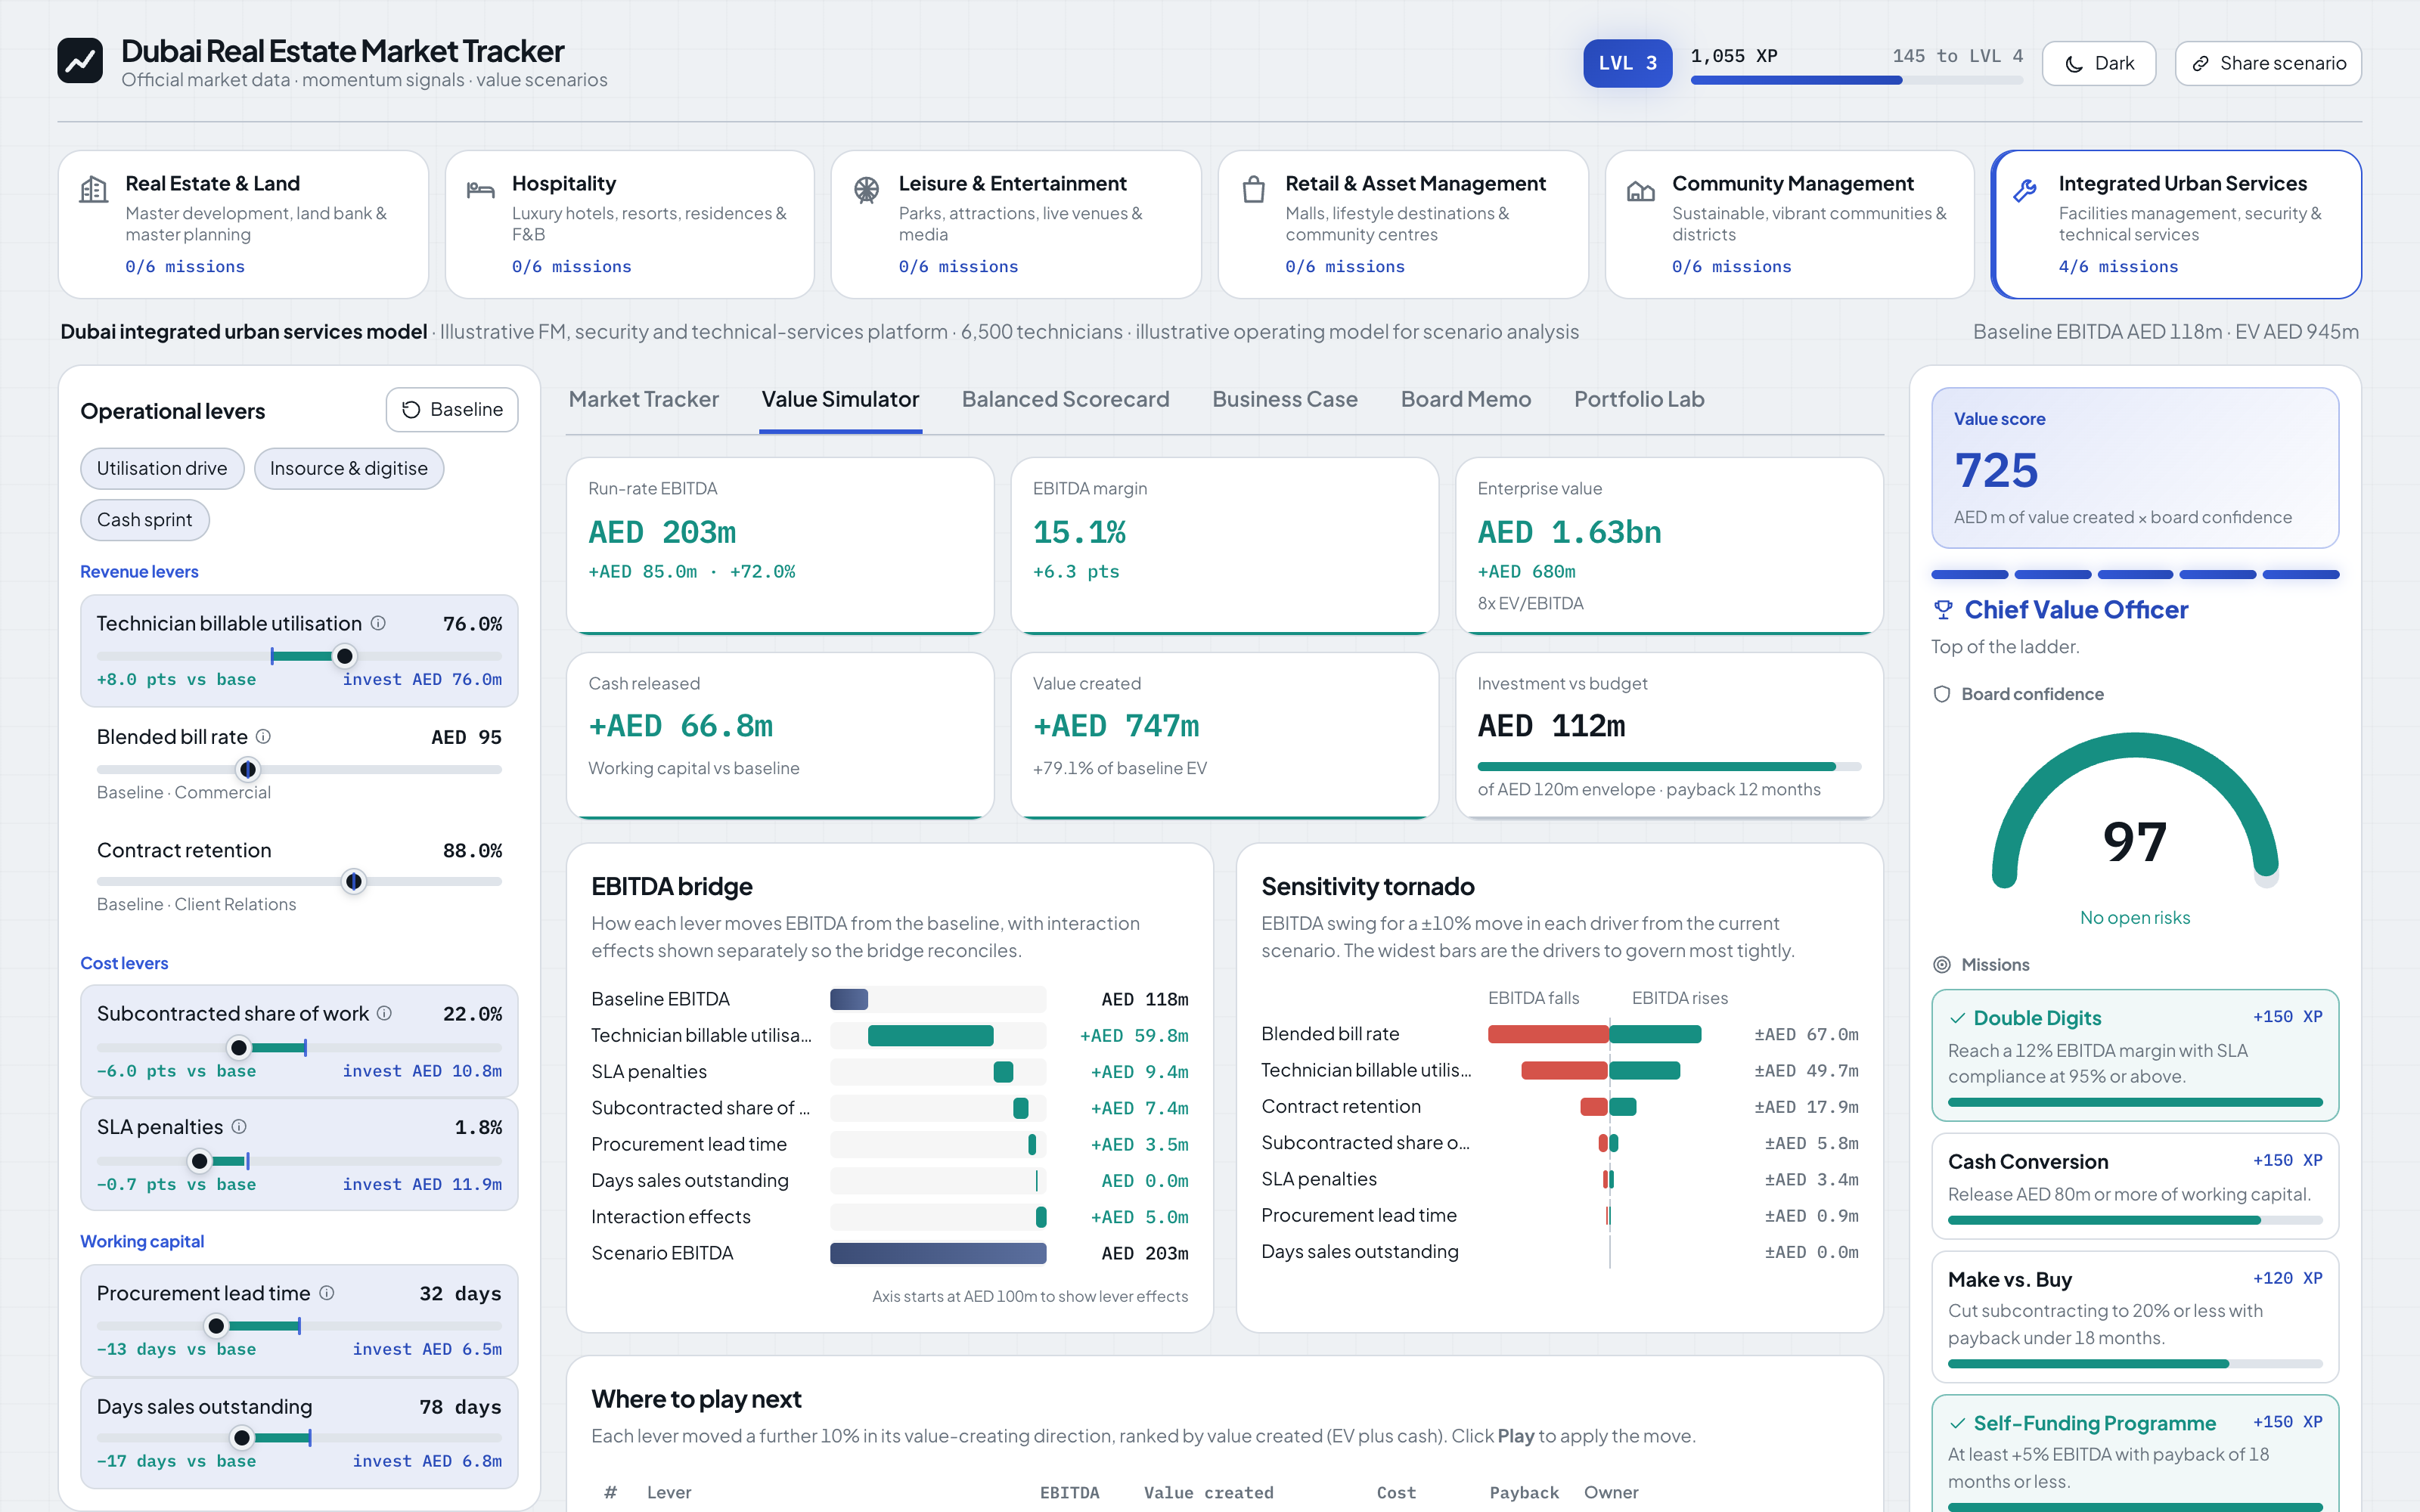 Dubai Real Estate Market Tracker
Official market data · momentum signals · value scenarios
LVL 3
1,055 XP
145 to LVL 4
Dark
Share scenario
Real Estate & Land
Master development, land bank &
master planning
0/6 missions
Hospitality
Luxury hotels, resorts, residences &
F&B
0/6 missions
Leisure & Entertainment
Parks, attractions, live venues &
media
0/6 missions
Retail & Asset Management
Malls, lifestyle destinations &
community centres
0/6 missions
Community Management
Sustainable, vibrant communities &
districts
0/6 missions
Integrated Urban Services
Facilities management, security &
technical services
4/6 missions
Dubai integrated urban services model · Illustrative FM, security and technical-services platform · 6,500 technicians · illustrative operating model for scenario analysis
Baseline EBITDA AED 118m · EV AED 945m
Operational levers
Baseline
Utilisation drive
Insource & digitise
Cash sprint
Revenue levers
Technician billable utilisation
76.0%
+8.0 pts vs base
invest AED 76.0m
Blended bill rate
AED 95
Baseline · Commercial
Contract retention
88.0%
Baseline · Client Relations
Cost levers
Subcontracted share of work
22.0%
−6.0 pts vs base
invest AED 10.8m
SLA penalties
1.8%
−0.7 pts vs base
invest AED 11.9m
Working capital
Procurement lead time
32 days
−13 days vs base
invest AED 6.5m
Days sales outstanding
78 days
−17 days vs base
invest AED 6.8m
Market Tracker
Value Simulator
Balanced Scorecard
Business Case
Board Memo
Portfolio Lab
Run-rate EBITDA
AED 203m
+AED 85.0m · +72.0%
EBITDA margin
15.1%
+6.3 pts
Enterprise value
AED 1.63bn
+AED 680m
8x EV/EBITDA
Cash released
+AED 66.8m
Working capital vs baseline
Value created
+AED 747m
+79.1% of baseline EV
Investment vs budget
AED 112m
of AED 120m envelope · payback 12 months
EBITDA bridge
How each lever moves EBITDA from the baseline, with interaction
effects shown separately so the bridge reconciles.
Baseline EBITDA
AED 118m
Technician billable utilisa...
+AED 59.8m
SLA penalties
+AED 9.4m
Subcontracted share of ...
+AED 7.4m
Procurement lead time
+AED 3.5m
Days sales outstanding
AED 0.0m
Interaction effects
+AED 5.0m
Scenario EBITDA
AED 203m
Axis starts at AED 100m to show lever effects
Sensitivity tornado
EBITDA swing for a ±10% move in each driver from the current
scenario. The widest bars are the drivers to govern most tightly.
EBITDA falls
EBITDA rises
Blended bill rate
±AED 67.0m
Technician billable utilis...
±AED 49.7m
Contract retention
±AED 17.9m
Subcontracted share o...
±AED 5.8m
SLA penalties
±AED 3.4m
Procurement lead time
±AED 0.9m
Days sales outstanding
±AED 0.0m
Where to play next
Each lever moved a further 10% in its value-creating direction, ranked by value created (EV plus cash). Click Play to apply the move.
# Lever EBITDA Value created Cost Payback Owner
Value score
725
AED m of value created × board confidence
Chief Value Officer
Top of the ladder.
Board confidence
97
No open risks
Missions
Double Digits
+150 XP
Reach a 12% EBITDA margin with SLA
compliance at 95% or above.
Cash Conversion
+150 XP
Release AED 80m or more of working capital.
Make vs. Buy
+120 XP
Cut subcontracting to 20% or less with
payback under 18 months.
Self-Funding Programme
+150 XP
At least +5% EBITDA with payback of 18
months or less.